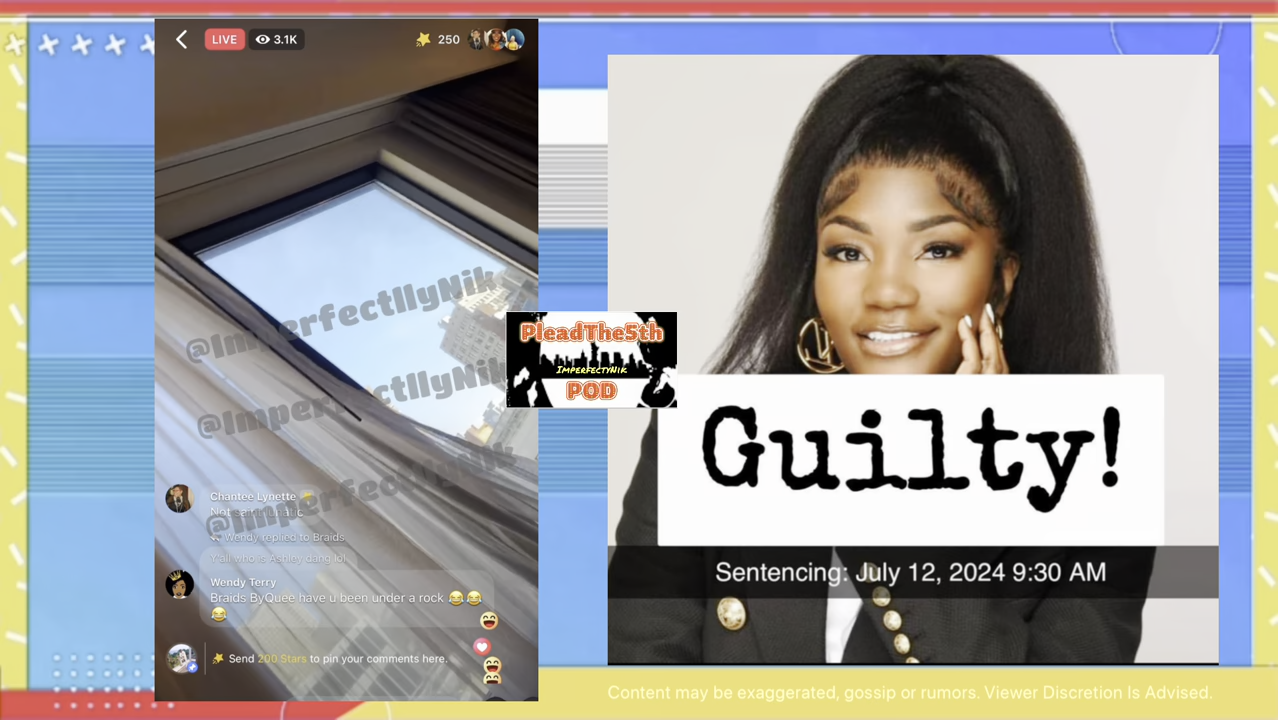 LIVE 3.1K
250
@ImperfectllyNik
@ImperfectllyNik
@ImperfectllyNik
Chantee Lynette
Wendy replied to Braids
Y'all who is Ashley dang lol
Wendy Terry
Braids ByQuee have u been under a rock 😂😂
😂
Send 200 Stars to pin your comments here.
PleadThe5th
ImperfectyNik
POD
Guilty!
Sentencing: July 12, 2024 9:30 AM
Content may be exaggerated, gossip or rumors. Viewer Discretion Is Advised.